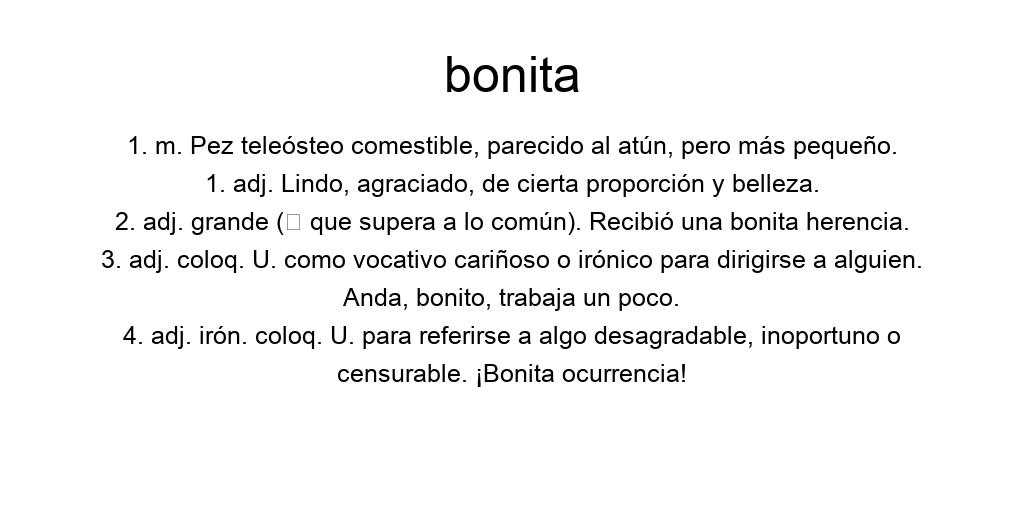 bonita
1. m. Pez teleósteo comestible, parecido al atún, pero más pequeño.
1. adj. Lindo, agraciado, de cierta proporción y belleza.
2. adj. grande (□ que supera a lo común). Recibió una bonita herencia.
3. adj. coloq. U. como vocativo cariñoso o irónico para dirigirse a alguien.
Anda, bonito, trabaja un poco.
4. adj. irón. coloq. U. para referirse a algo desagradable, inoportuno o
censurable. ¡Bonita ocurrencia!